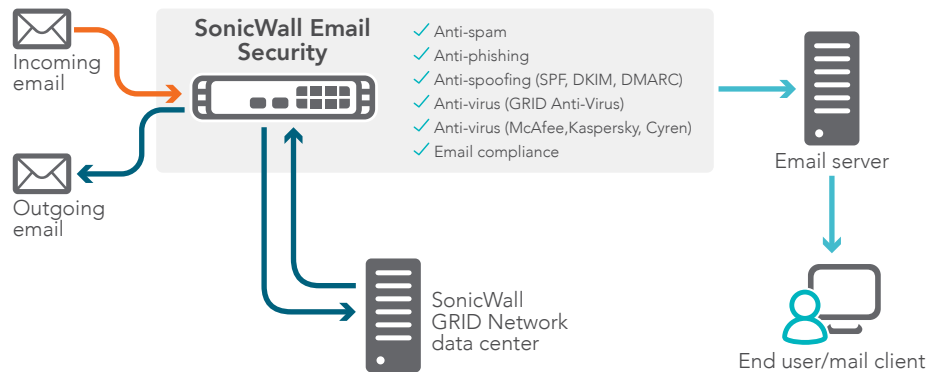 Incoming
email
Outgoing
email
SonicWall Email
Security
Anti-spam
Anti-phishing
Anti-spoofing (SPF, DKIM, DMARC)
Anti-virus (GRID Anti-Virus)
Anti-virus (McAfee,Kaspersky, Cyren)
Email compliance
SonicWall
GRID Network
data center
Email server
End user/mail client